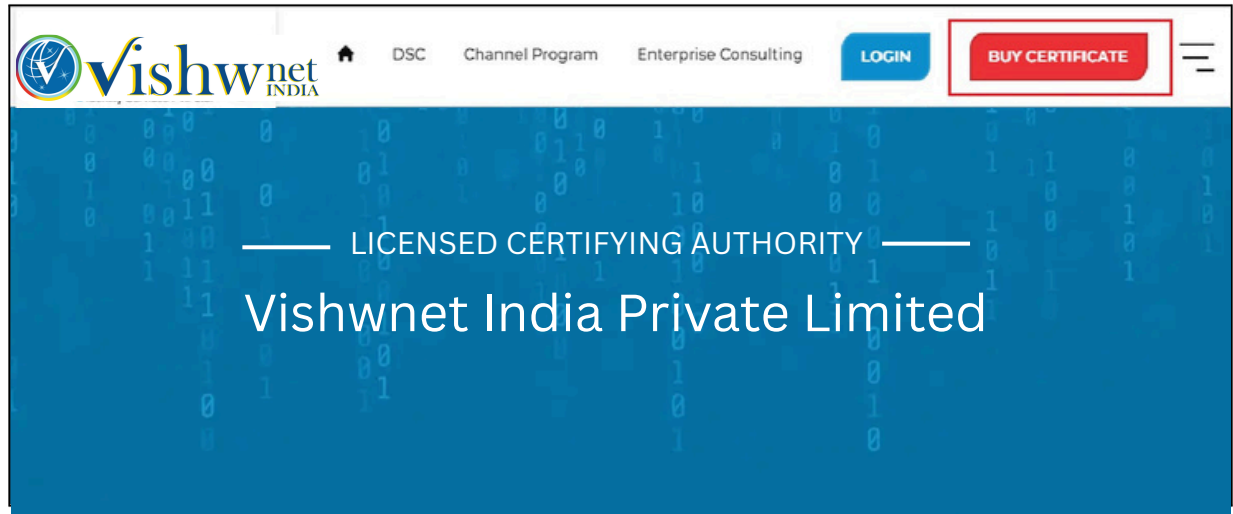 Vishwnet
INDIA
DSC
Channel Program
Enterprise Consulting
LOGIN
BUY CERTIFICATE
LICENSED CERTIFYING AUTHORITY
Vishwnet India Private Limited